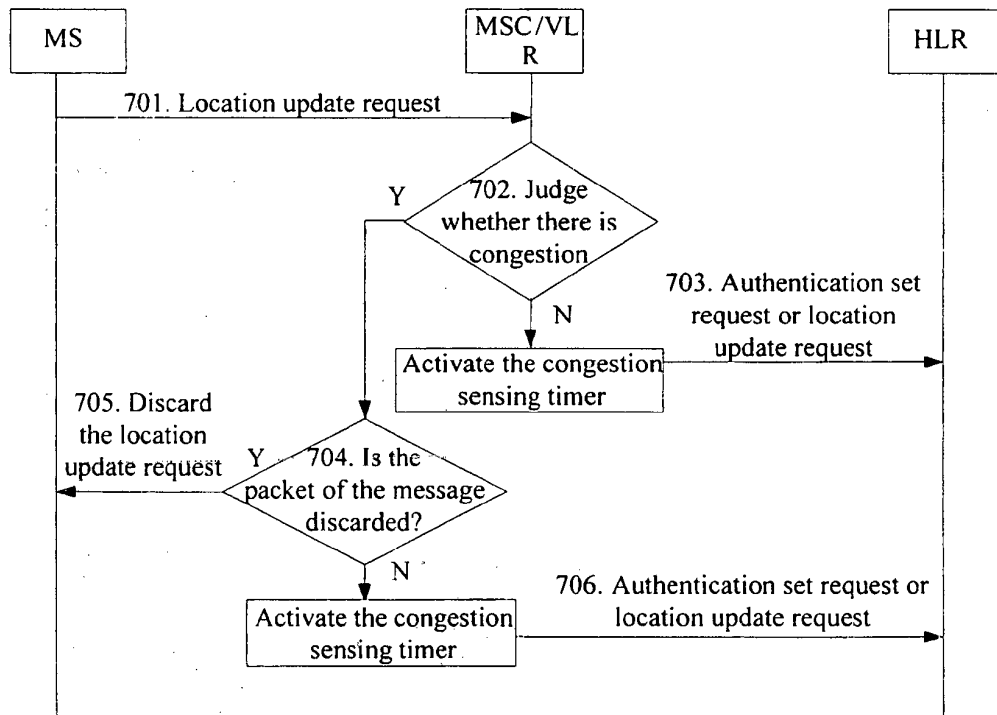 MS
MSC/VL
R
HLR
701. Location update request
Y
702. Judge
whether there is
congestion
N
703. Authentication set
request or location
update request
Activate the congestion
sensing timer
705. Discard
the location
update request
Y
704. Is the
packet of the message
discarded?
N
706. Authentication set request or
location update request
Activate the congestion
sensing timer